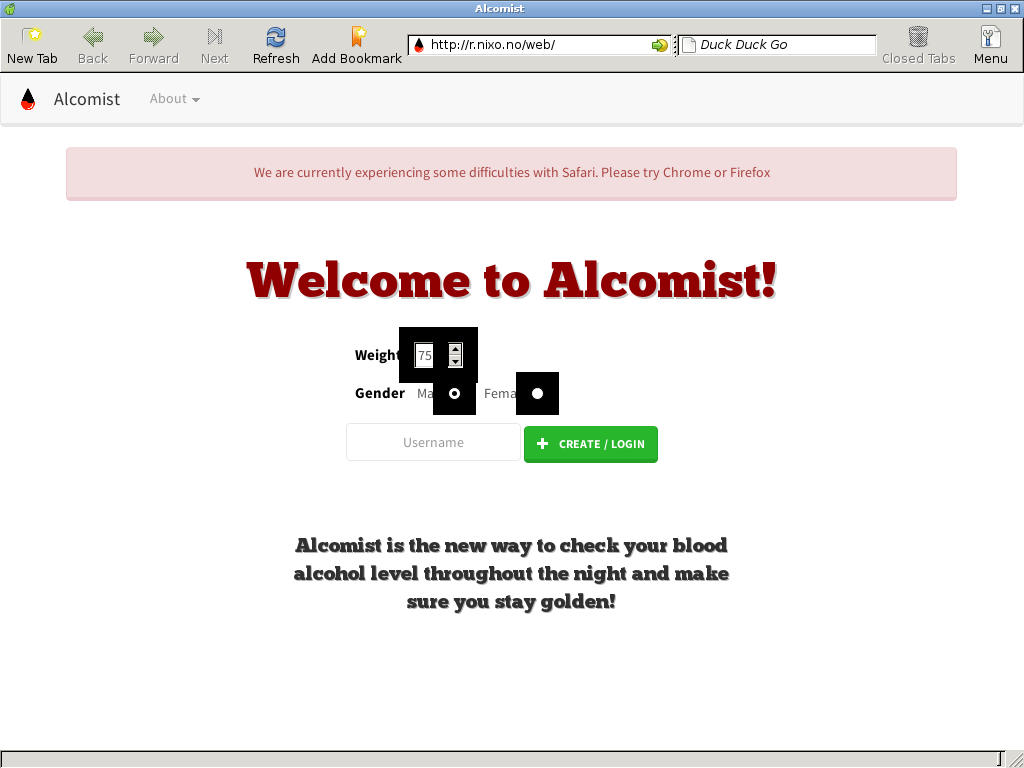 Alcomist
New Tab Back Forward Next Refresh Add Bookmark http://r.nixo.no/web/ Duck Duck Go Closed Tabs Menu
Alcomist About
We are currently experiencing some difficulties with Safari. Please try Chrome or Firefox
Welcome to Alcomist!
Weight 75
Gender Ma Fema
Username + CREATE / LOGIN
Alcomist is the new way to check your blood
alcohol level throughout the night and make
sure you stay golden!